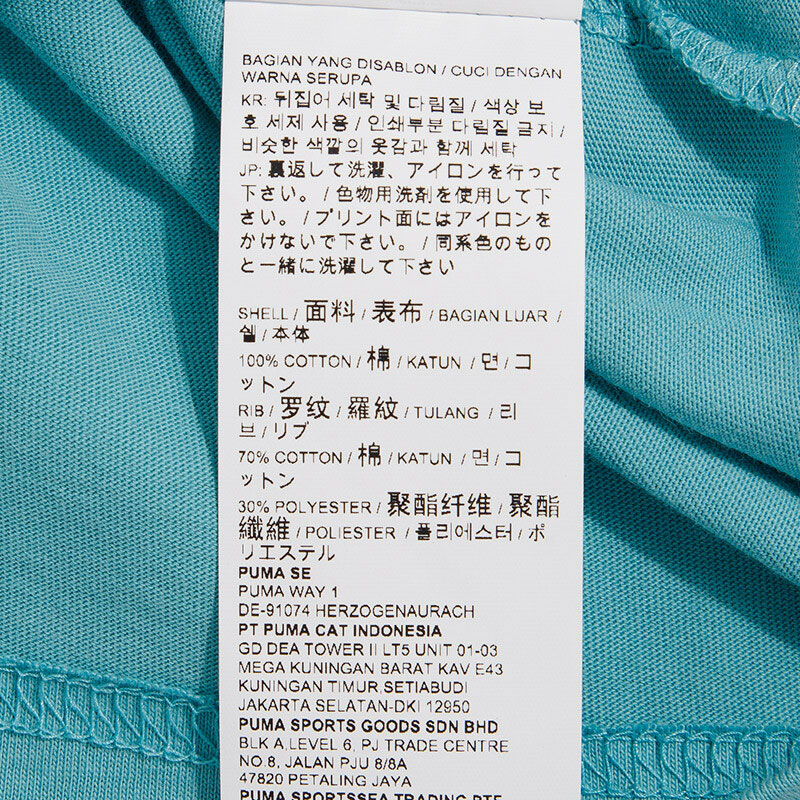 BAGIAN YANG DISABLON / CUCI DENGAN
WARNA SERUPA
KR: 뒤집어 세탁 및 다림질 / 색상 보
호 세제 사용 / 인쇄부분 다림질 금지 /
비슷한 색깔의 옷감과 함께 세탁
JP: 裏返して洗濯、アイロンを行って
下さい。 / 色物用洗剤を使用して下
さい。 / プリント面にはアイロンを
かけないで下さい。 / 同系色のもの
と一緒に洗濯して下さい
SHELL / 面料 / 表布 / BAGIAN LUAR /
쉘 / 本体
100% COTTON / 棉 / KATUN / 면 / コ
ットン
RIB / 罗纹 / 羅紋 / TULANG / 리
브 / リブ
70% COTTON / 棉 / KATUN / 면 / コ
ットン
30% POLYESTER / 聚酯纤维 / 聚酯
纖維 / POLIESTER / 폴리에스터 / ポ
リエステル
PUMA SE
PUMA WAY 1
DE-91074 HERZOGENAURACH
PT PUMA CAT INDONESIA
GD DEA TOWER II LT5 UNIT 01-03
MEGA KUNINGAN BARAT KAV E43
KUNINGAN TIMUR,SETIABUDI
JAKARTA SELATAN-DKI 12950
PUMA SPORTS GOODS SDN BHD
BLK A,LEVEL 6, PJ TRADE CENTRE
NO.8, JALAN PJU 8/8A
47820 PETALING JAYA
PUMA SPORTSSEA TRADING PTE